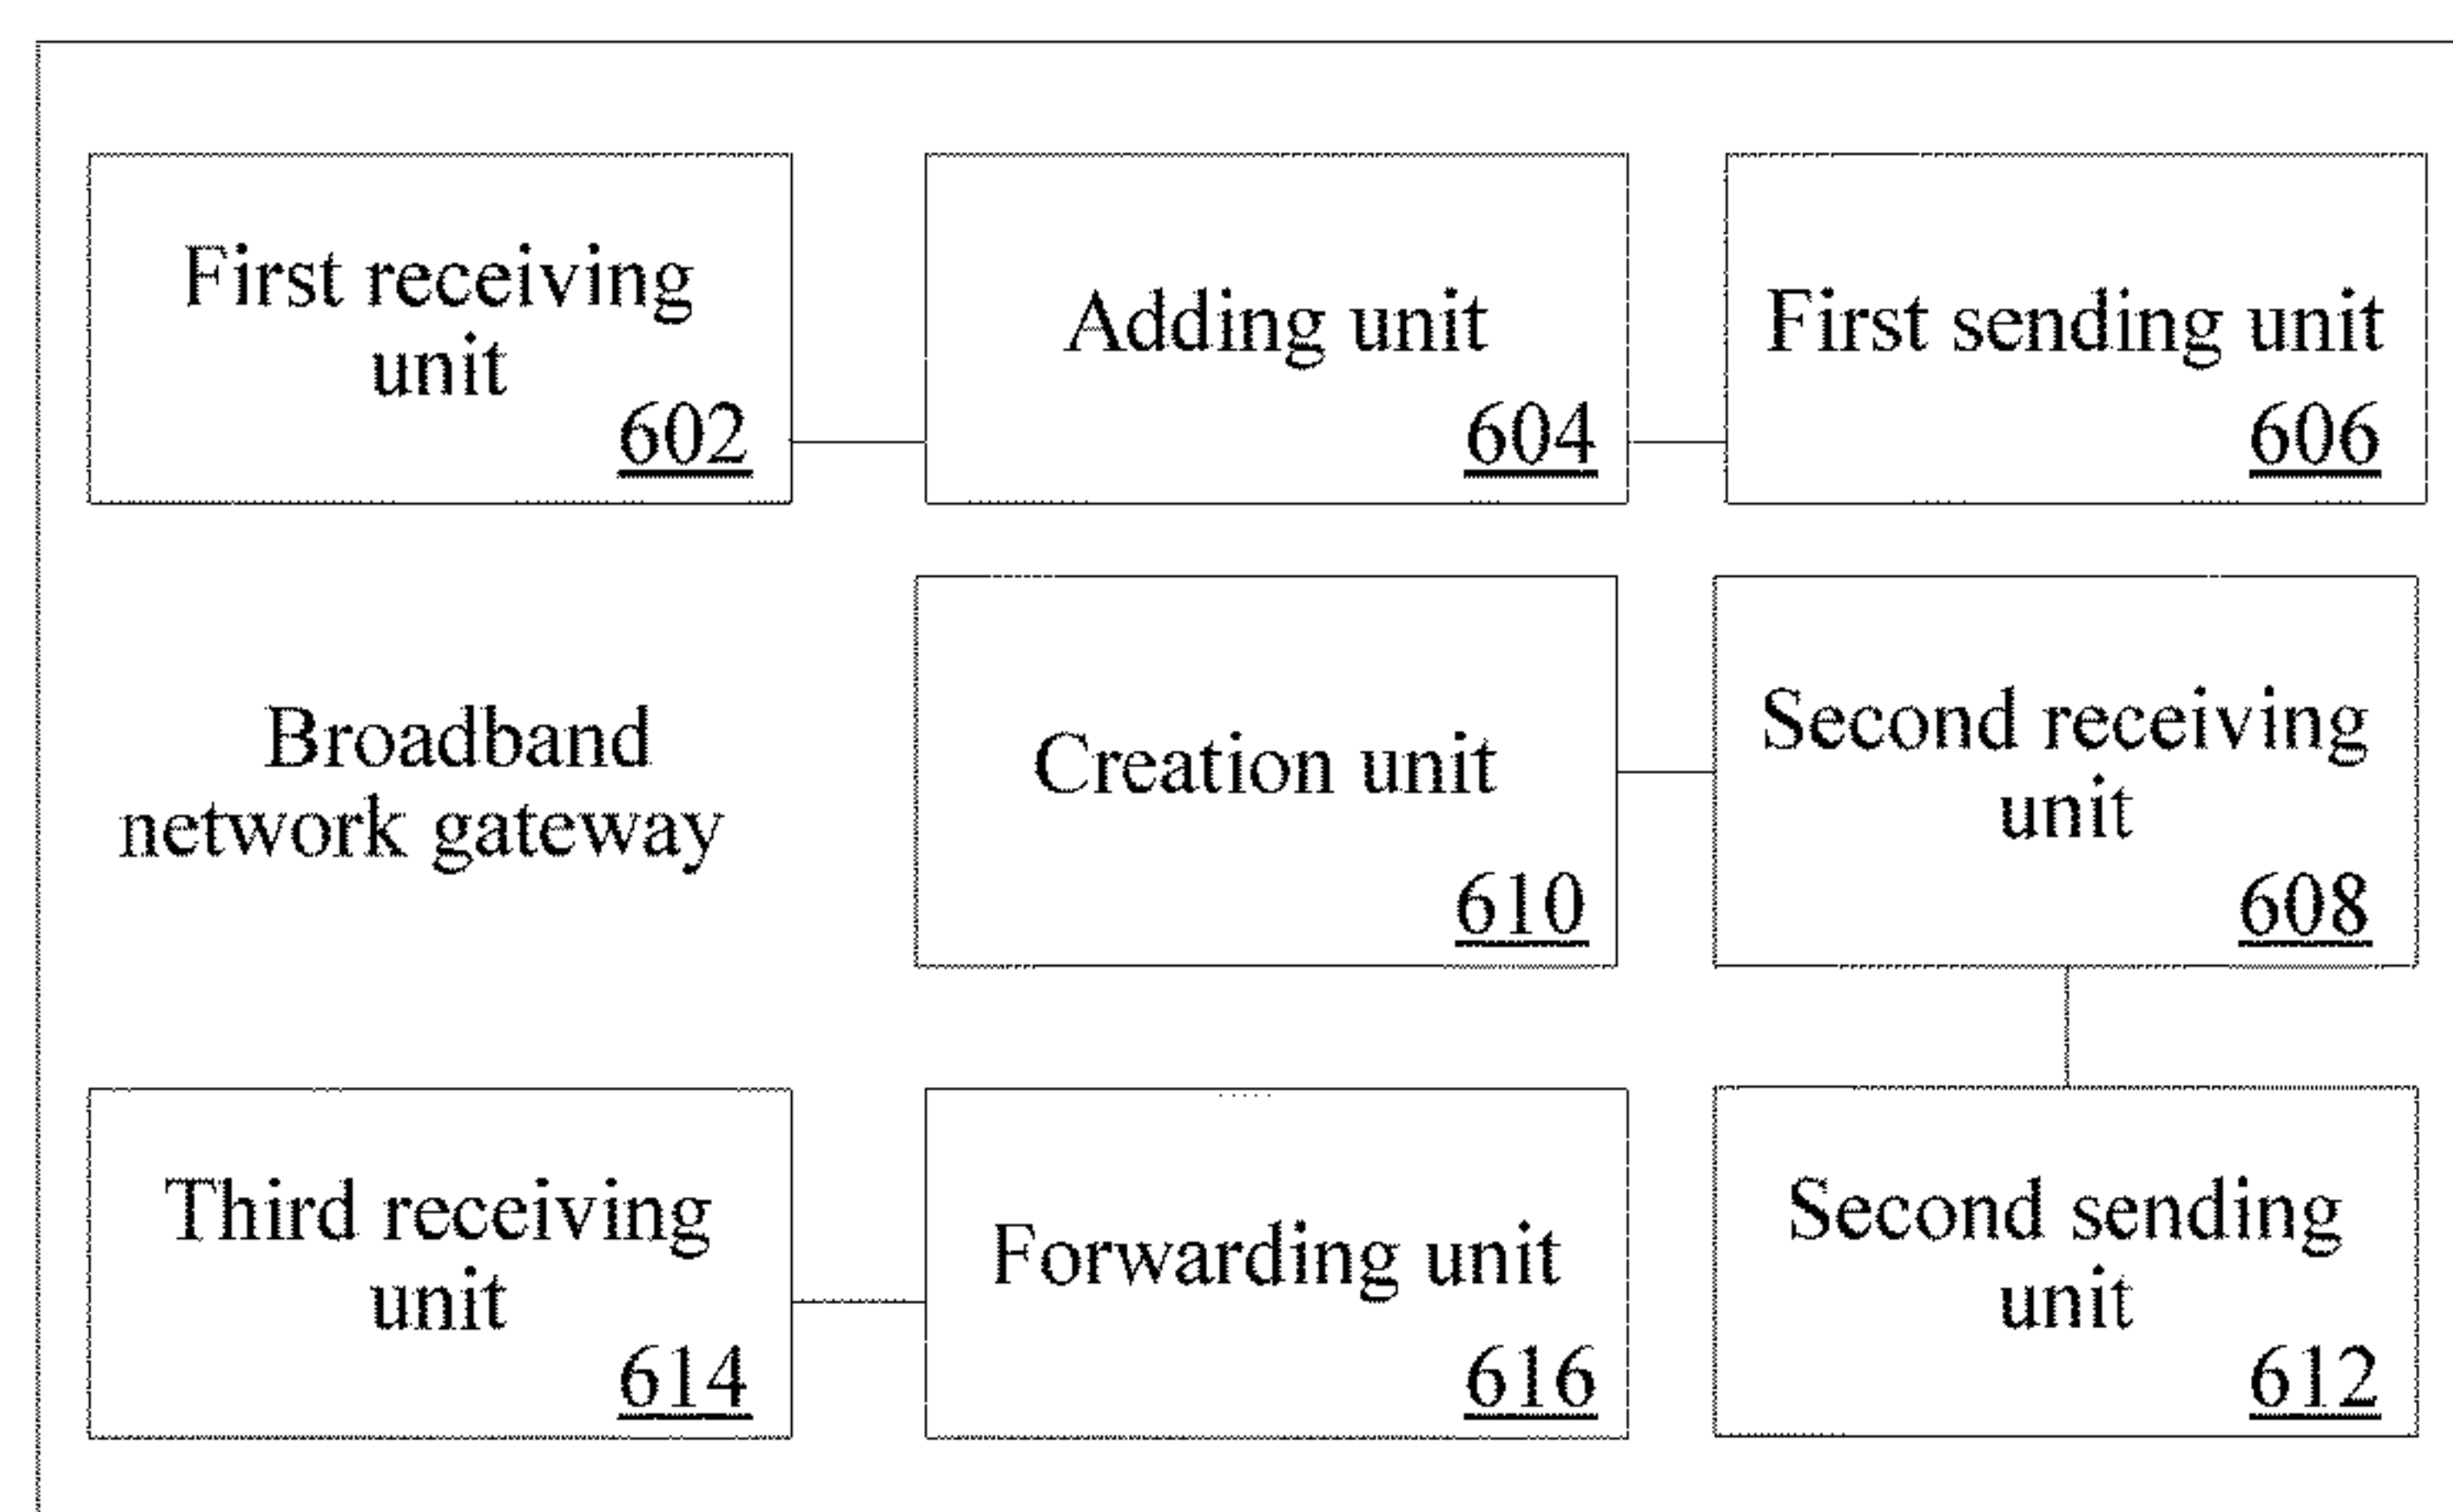 First receiving
unit
602
Adding unit
604
First sending unit
606
Broadband
network gateway
Creation unit
610
Second receiving
unit
608
Third receiving
unit
614
Forwarding unit
616
Second sending
unit
612